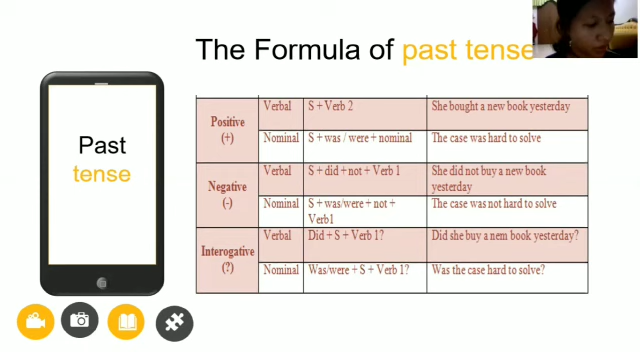 The Formula of past tense
Past
tense
Positive
(+)
Verbal
S + Verb 2
She bought a new book yesterday
Nominal
S + was / were + nominal
The case was hard to solve
Negative
(-)
Verbal
S + did + not + Verb 1
She did not buy a new book
yesterday
Nominal
S + was/were + not +
Verb1
The case was not hard to solve
Interogative
(?)
Verbal
Did + S + Verb 1?
Did she buy a nem book yesterday?
Nominal
Was/were + S + Verb 1?
Was the case hard to solve?